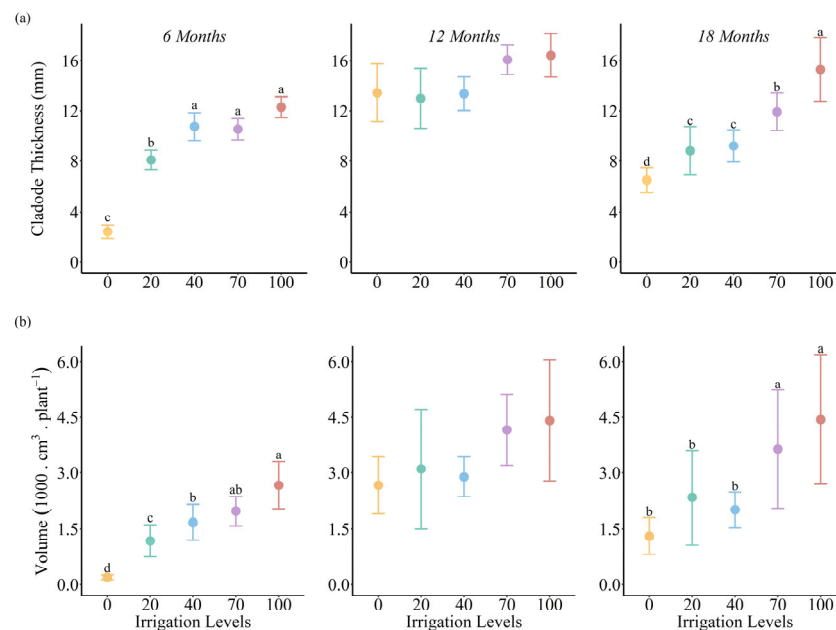 (a)
6 Months
12 Months
18 Months
Cladode Thickness (mm)
16
12
8
4
0
c
b
a
a
a
0 20 40 70 100
16
12
8
4
0
0 20 40 70 100
16
12
8
4
0
d
c
c
b
a
0 20 40 70 100
(b)
Volume (1000 . cm³ . plant⁻¹)
6.0
4.5
3.0
1.5
0.0
d
c
b
ab
a
0 20 40 70 100
Irrigation Levels
6.0
4.5
3.0
1.5
0.0
0 20 40 70 100
Irrigation Levels
6.0
4.5
3.0
1.5
0.0
b
b
b
a
a
0 20 40 70 100
Irrigation Levels